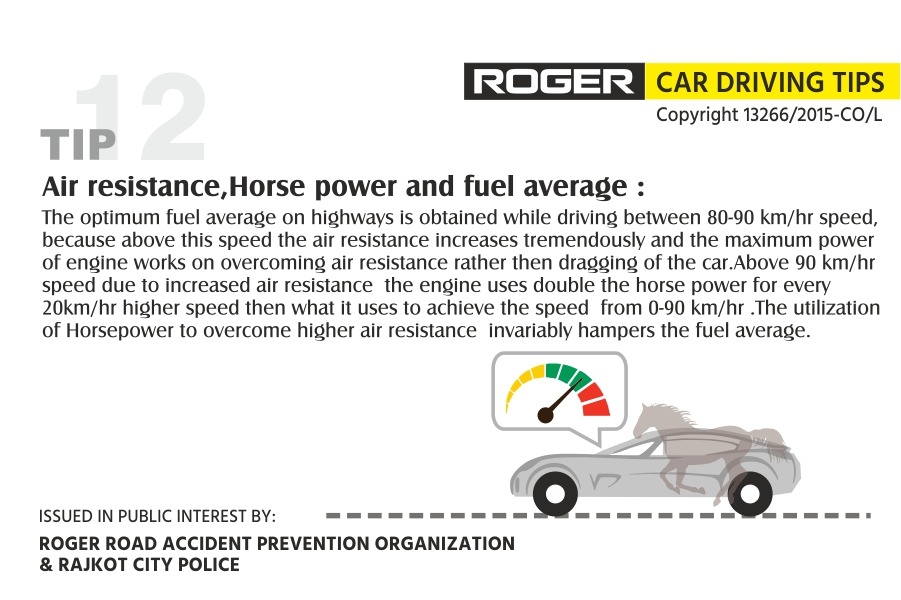 ROGER CAR DRIVING TIPS
Copyright 13266/2015-CO/L
TIP 12
Air resistance,Horse power and fuel average :
The optimum fuel average on highways is obtained while driving between 80-90 km/hr speed,
because above this speed the air resistance increases tremendously and the maximum power
of engine works on overcoming air resistance rather then dragging of the car.Above 90 km/hr
speed due to increased air resistance  the engine uses double the horse power for every
20km/hr higher speed then what it uses to achieve the speed  from 0-90 km/hr .The utilization
of Horsepower to overcome higher air resistance  invariably hampers the fuel average.
ISSUED IN PUBLIC INTEREST BY:
ROGER ROAD ACCIDENT PREVENTION ORGANIZATION
& RAJKOT CITY POLICE